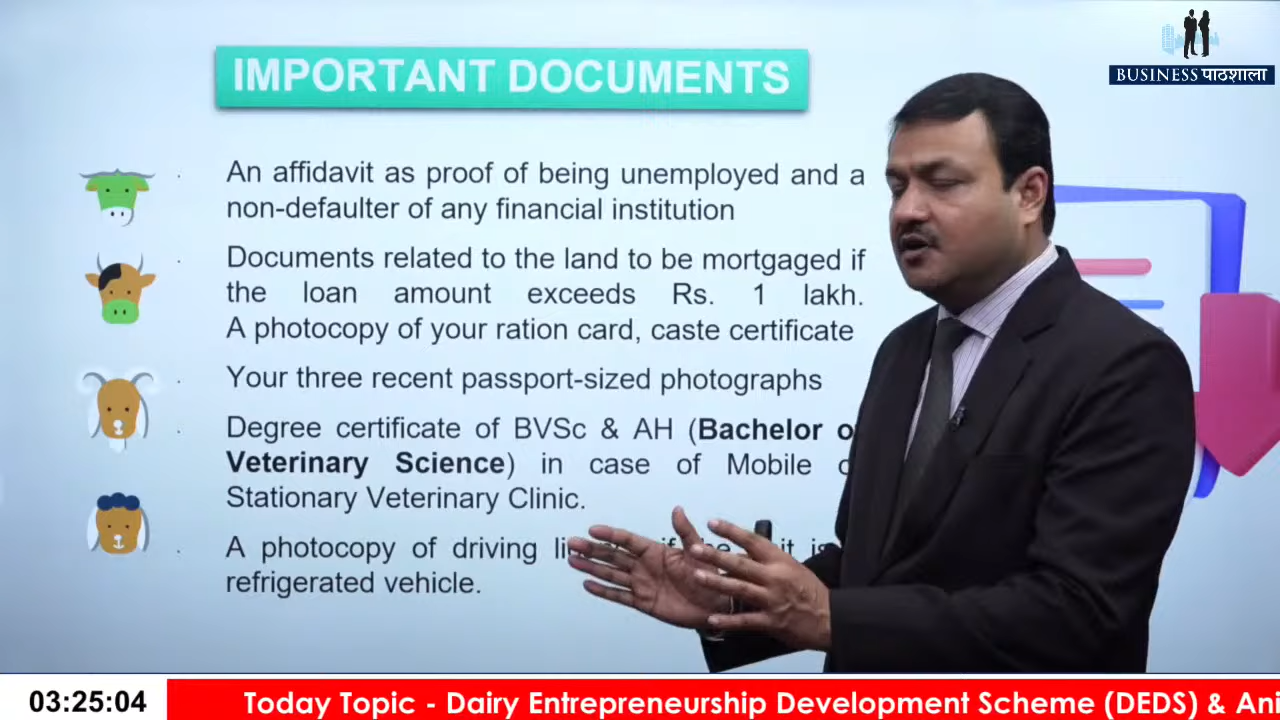 BUSINESS पाठशाला
IMPORTANT DOCUMENTS
An affidavit as proof of being unemployed and a
non-defaulter of any financial institution
Documents related to the land to be mortgaged if
the loan amount exceeds Rs. 1 lakh.
A photocopy of your ration card, caste certificate
Your three recent passport-sized photographs
Degree certificate of BVSc & AH (Bachelor
Veterinary Science) in case of Mobile
Stationary Veterinary Clinic.
A photocopy of driving if
refrigerated vehicle.
03:25:04
Today Topic - Dairy Entrepreneurship Development Scheme (DEDS) & Ani